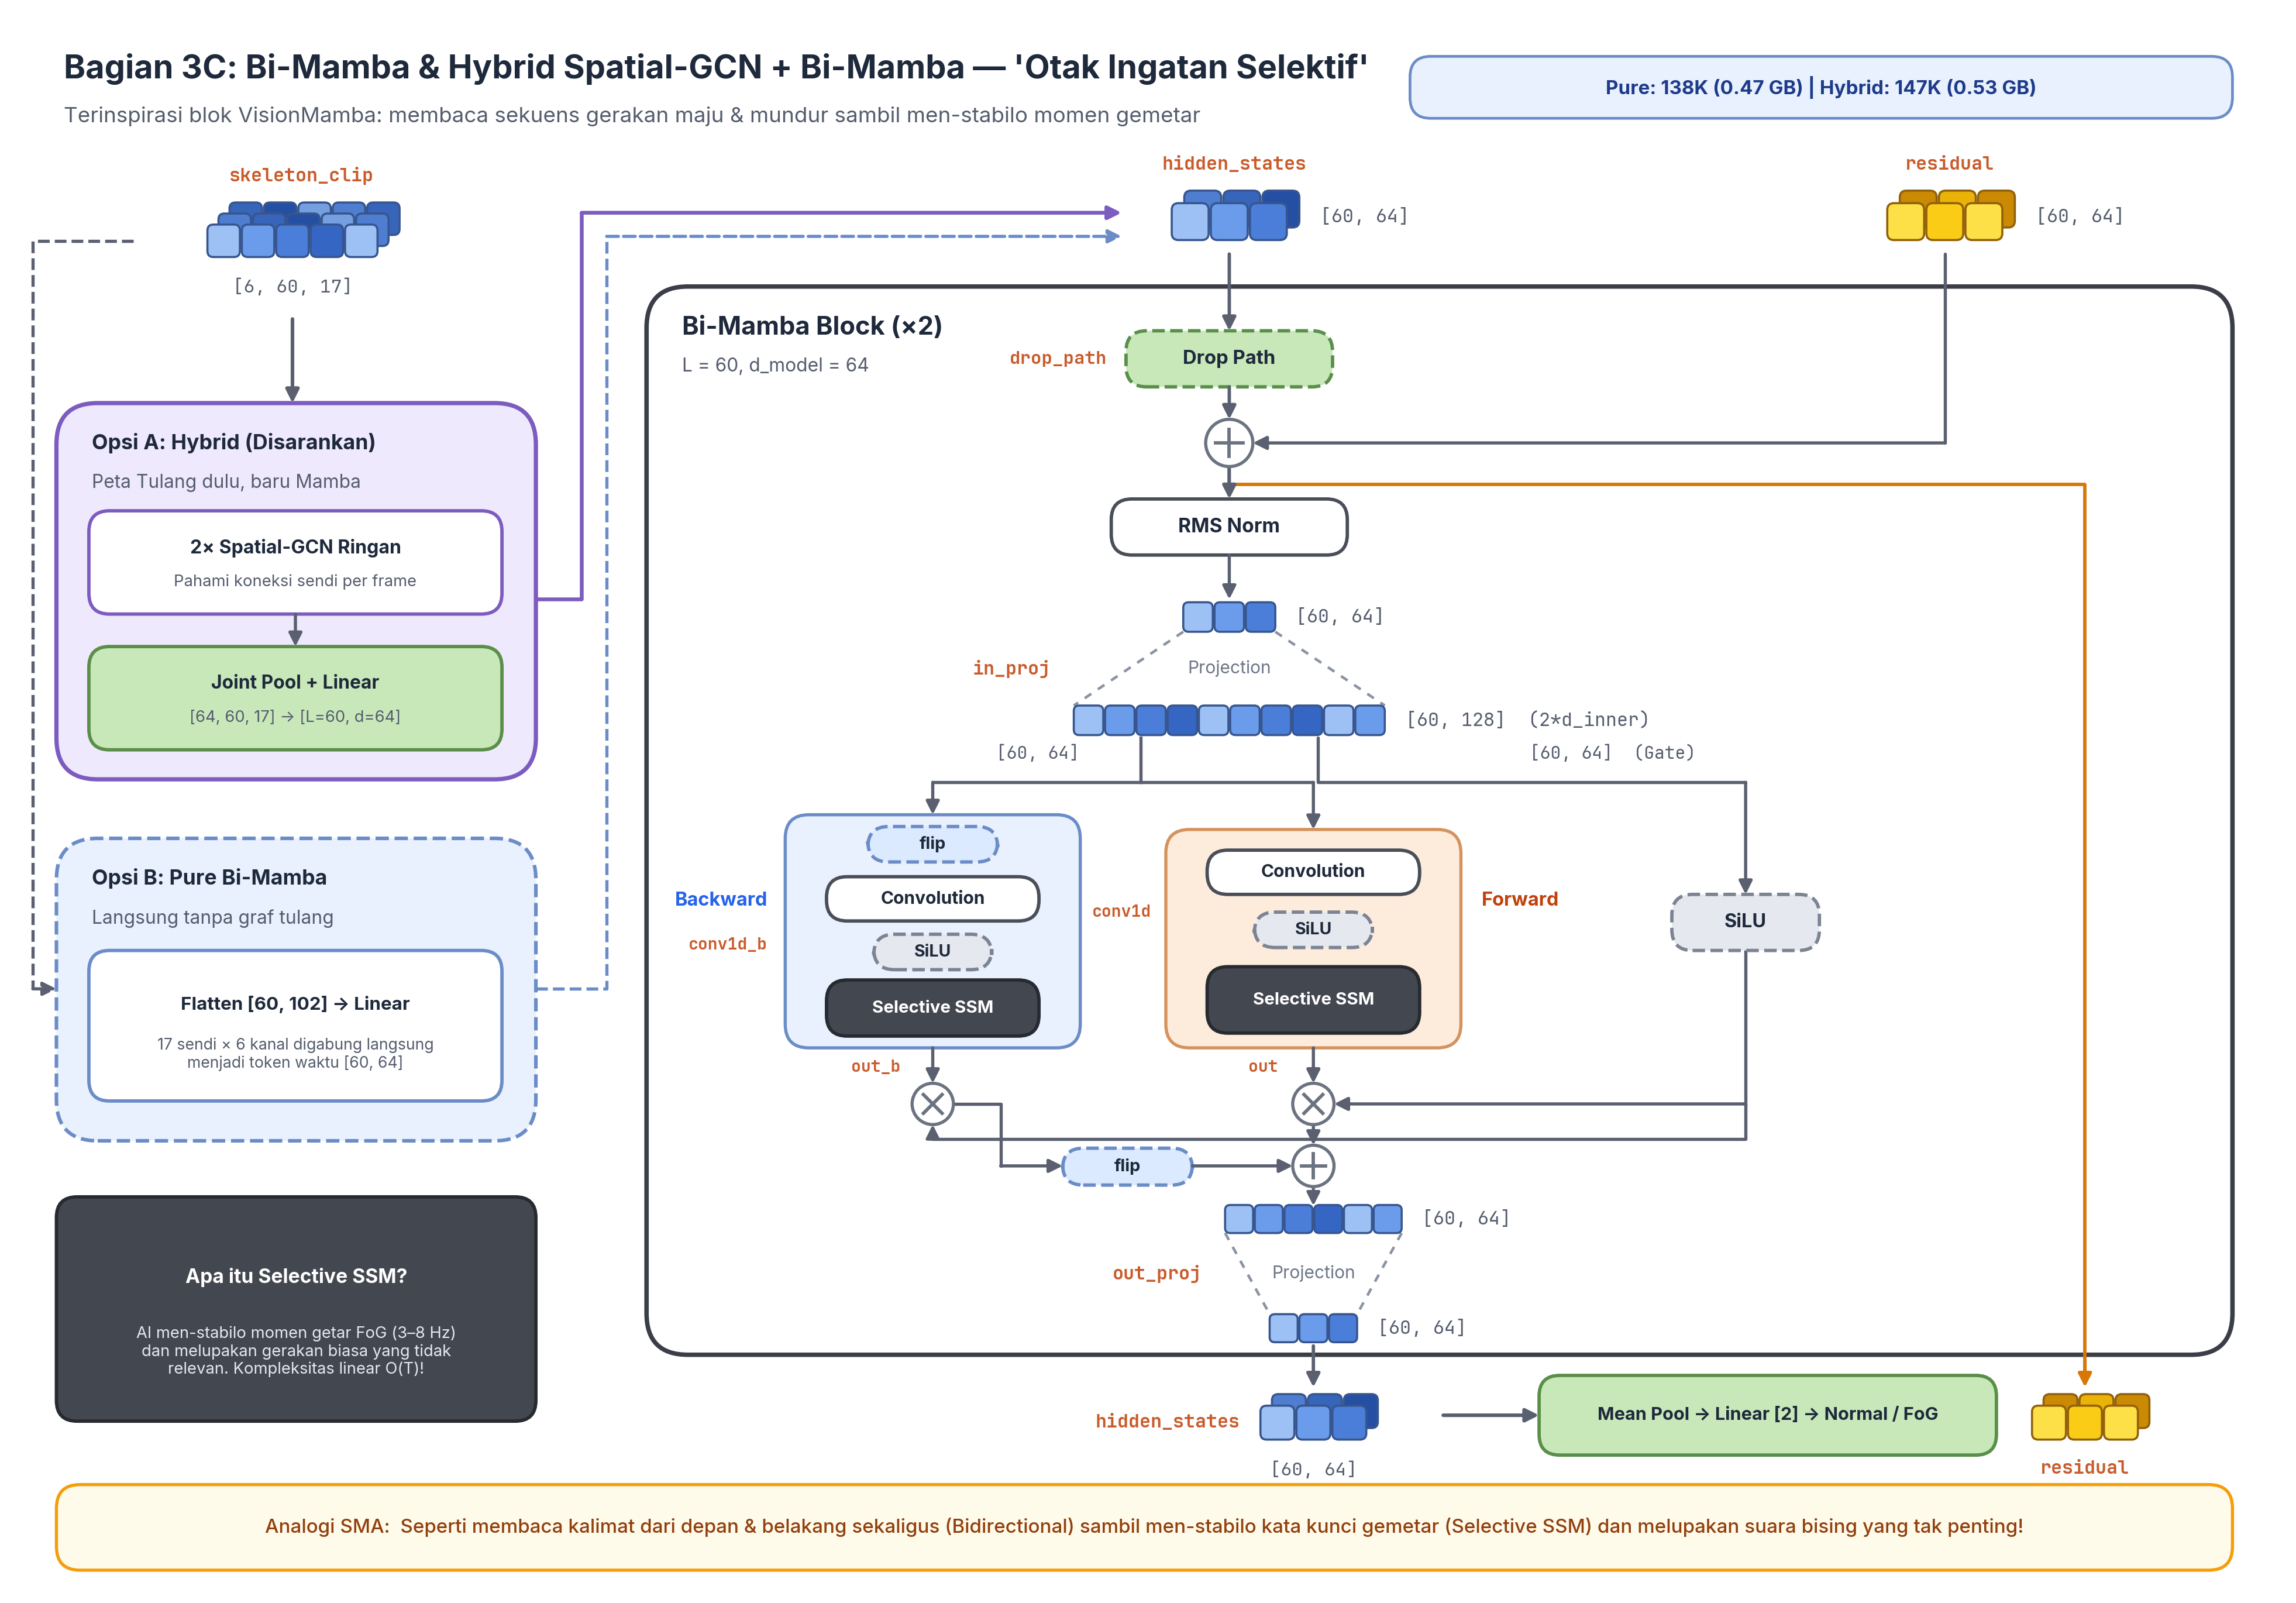 Bagian 3C: Bi-Mamba & Hybrid Spatial-GCN + Bi-Mamba — 'Otak Ingatan Selektif'
Terinspirasi blok VisionMamba: membaca sekuens gerakan maju & mundur sambil men-stabilo momen gemetar
Pure: 138K (0.47 GB) | Hybrid: 147K (0.53 GB)
skeleton_clip
[6, 60, 17]
Opsi A: Hybrid (Disarankan)
Peta Tulang dulu, baru Mamba
2× Spatial-GCN Ringan
Pahami koneksi sendi per frame
Joint Pool + Linear
[64, 60, 17] → [L=60, d=64]
Opsi B: Pure Bi-Mamba
Langsung tanpa graf tulang
Flatten [60, 102] → Linear
17 sendi × 6 kanal digabung langsung
menjadi token waktu [60, 64]
Apa itu Selective SSM?
AI men-stabilo momen getar FoG (3–8 Hz)
dan melupakan gerakan biasa yang tidak
relevan. Kompleksitas linear O(T)!
hidden_states
[60, 64]
residual
[60, 64]
Bi-Mamba Block (×2)
L = 60, d_model = 64
drop_path
Drop Path
RMS Norm
[60, 64]
in_proj
Projection
[60, 128] (2*d_inner)
[60, 64]
[60, 64] (Gate)
Backward
conv1d_b
flip
Convolution
SiLU
Selective SSM
conv1d
Convolution
SiLU
Selective SSM
Forward
SiLU
out_b
out
flip
[60, 64]
out_proj
Projection
[60, 64]
hidden_states
[60, 64]
Mean Pool → Linear [2] → Normal / FoG
residual
Analogi SMA: Seperti membaca kalimat dari depan & belakang sekaligus (Bidirectional) sambil men-stabilo kata kunci gemetar (Selective SSM) dan melupakan suara bising yang tak penting!